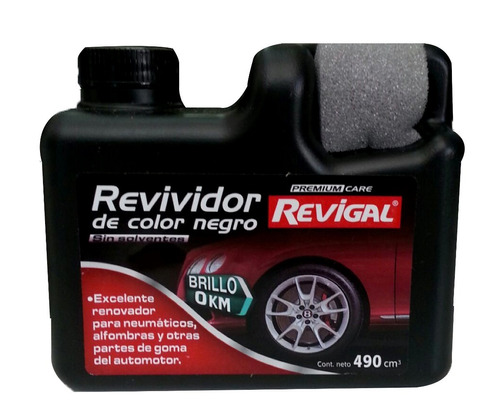 Revividor
de color negro
Sin solventes
PREMIUM CARE
REVIGAL®
BRILLO
0KM
•Excelente
renovador
para neumáticos,
alfombras y otras
partes de goma
del automotor.
Cont. neto 490 cm³